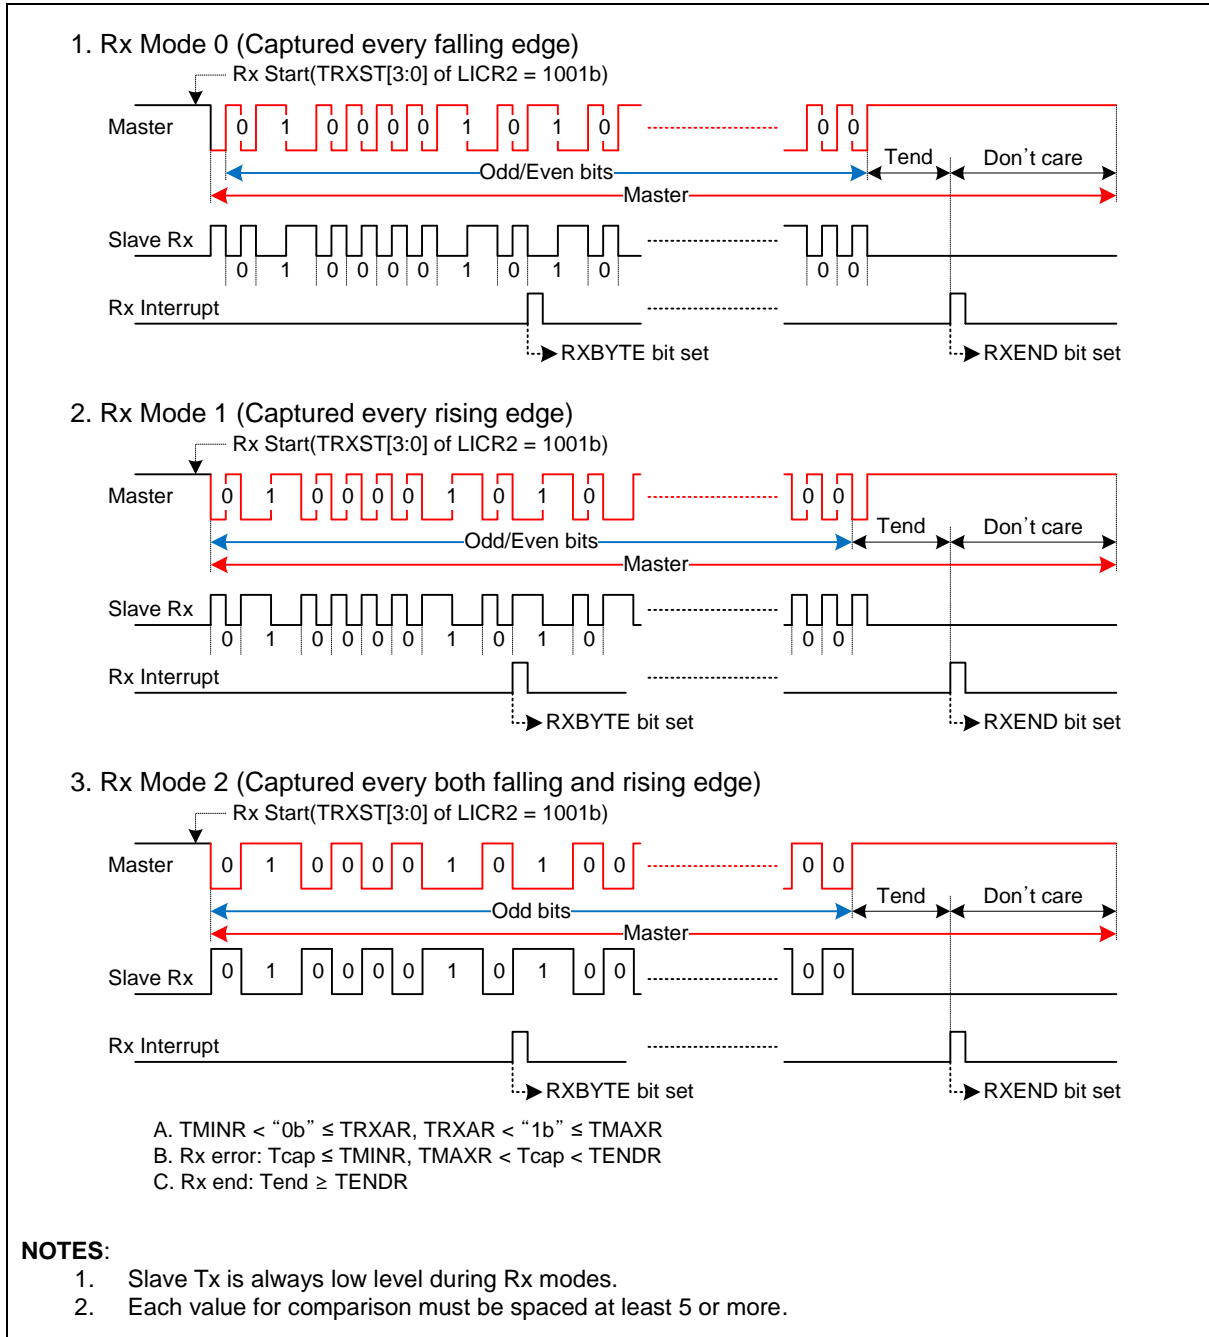 1. Rx Mode 0 (Captured every falling edge)
Rx Start(TRXST[3:0] of LICR2 = 1001b)
Master 0 1 0 0 0 0 1 0 1 0 0 0
Tend Don't care
Odd/Even bits
Master
Slave Rx
0 1 0 0 0 0 1 0 1 0 0 0
Rx Interrupt
RXBYTE bit set RXEND bit set
2. Rx Mode 1 (Captured every rising edge)
Rx Start(TRXST[3:0] of LICR2 = 1001b)
Master 0 1 0 0 0 0 1 0 1 0 0 0
Tend Don't care
Odd/Even bits
Master
Slave Rx
0 1 0 0 0 0 1 0 1 0 0 0
Rx Interrupt
RXBYTE bit set RXEND bit set
3. Rx Mode 2 (Captured every both falling and rising edge)
Rx Start(TRXST[3:0] of LICR2 = 1001b)
Master 0 1 0 0 0 0 1 0 1 0 0 0 0
Tend Don't care
Odd bits
Master
Slave Rx 0 1 0 0 0 0 1 0 1 0 0 0 0
Rx Interrupt
RXBYTE bit set RXEND bit set
A. TMINR < “0b” ≤ TRXAR, TRXAR < “1b” ≤ TMAXR
B. Rx error: Tcap ≤ TMINR, TMAXR < Tcap < TENDR
C. Rx end: Tend ≥ TENDR
NOTES:
1. Slave Tx is always low level during Rx modes.
2. Each value for comparison must be spaced at least 5 or more.